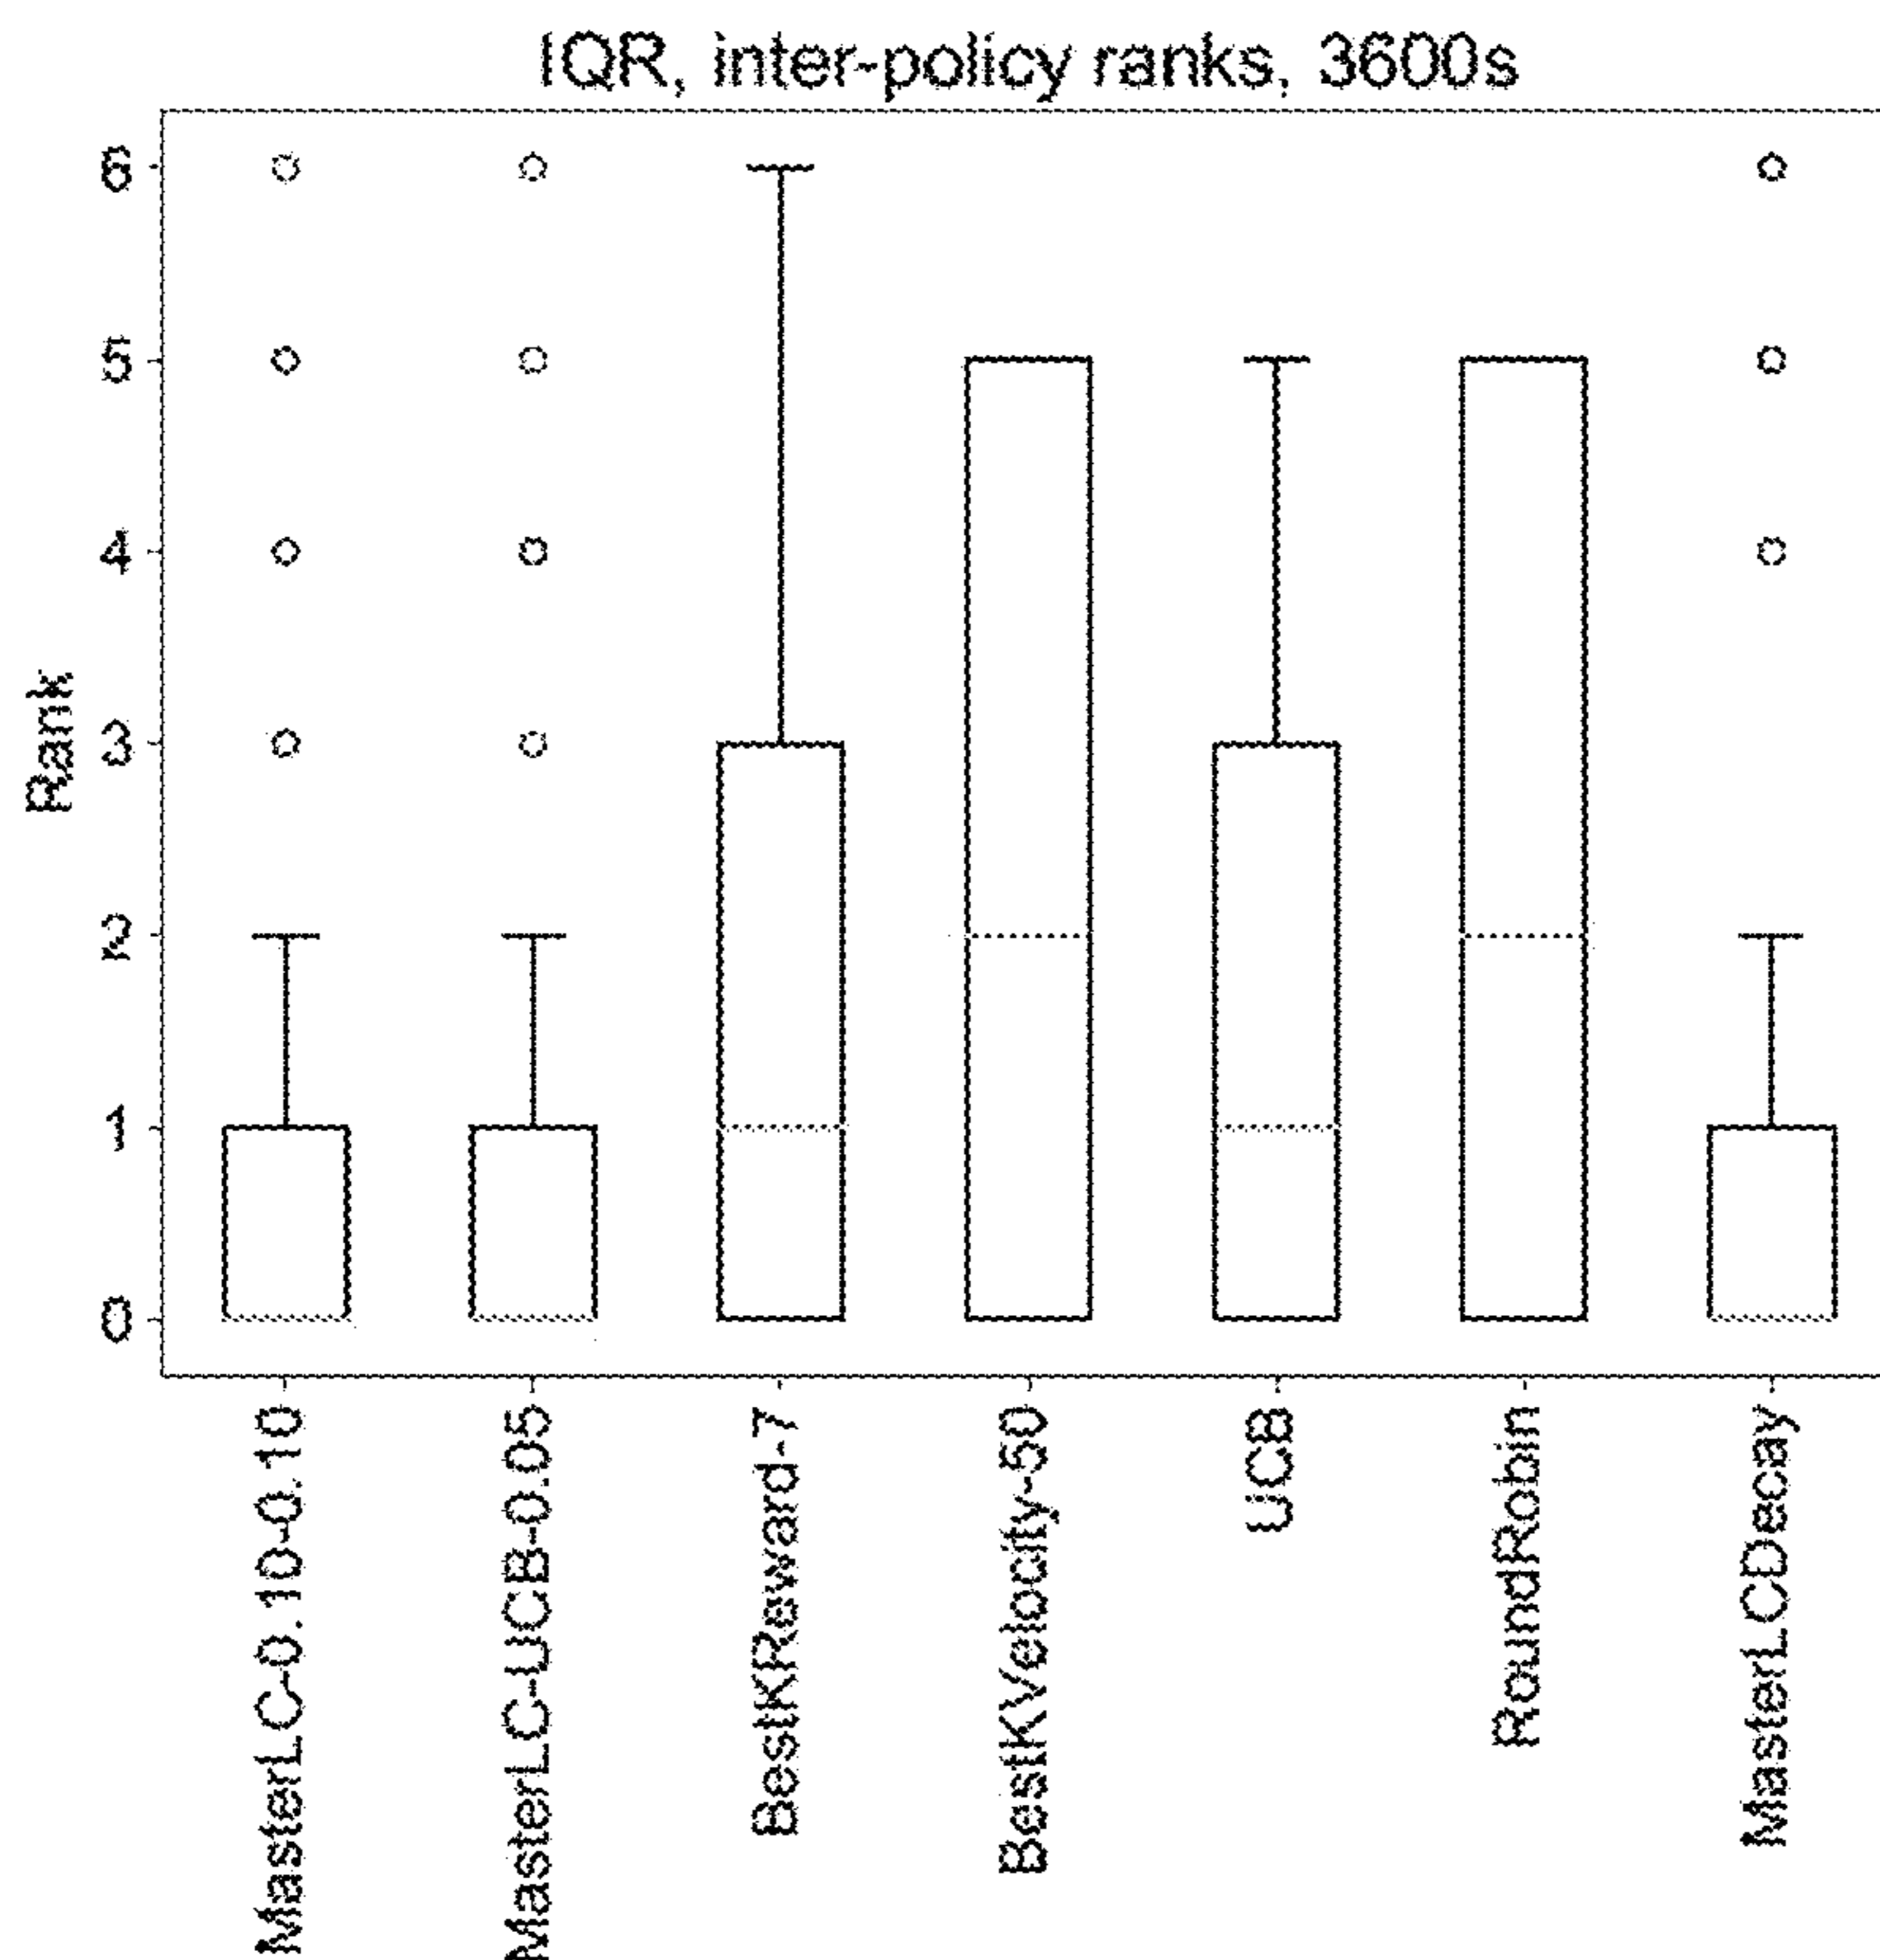 IQR, inter-policy ranks, 3600s
6
5
4
3
2
1
0
Rank
MasterLC-0.10-0.10
MasterLC-UCB-0.05
BestKReward-7
BestKVelocity-50
UCB
RoundRobin
MasterLCDecay